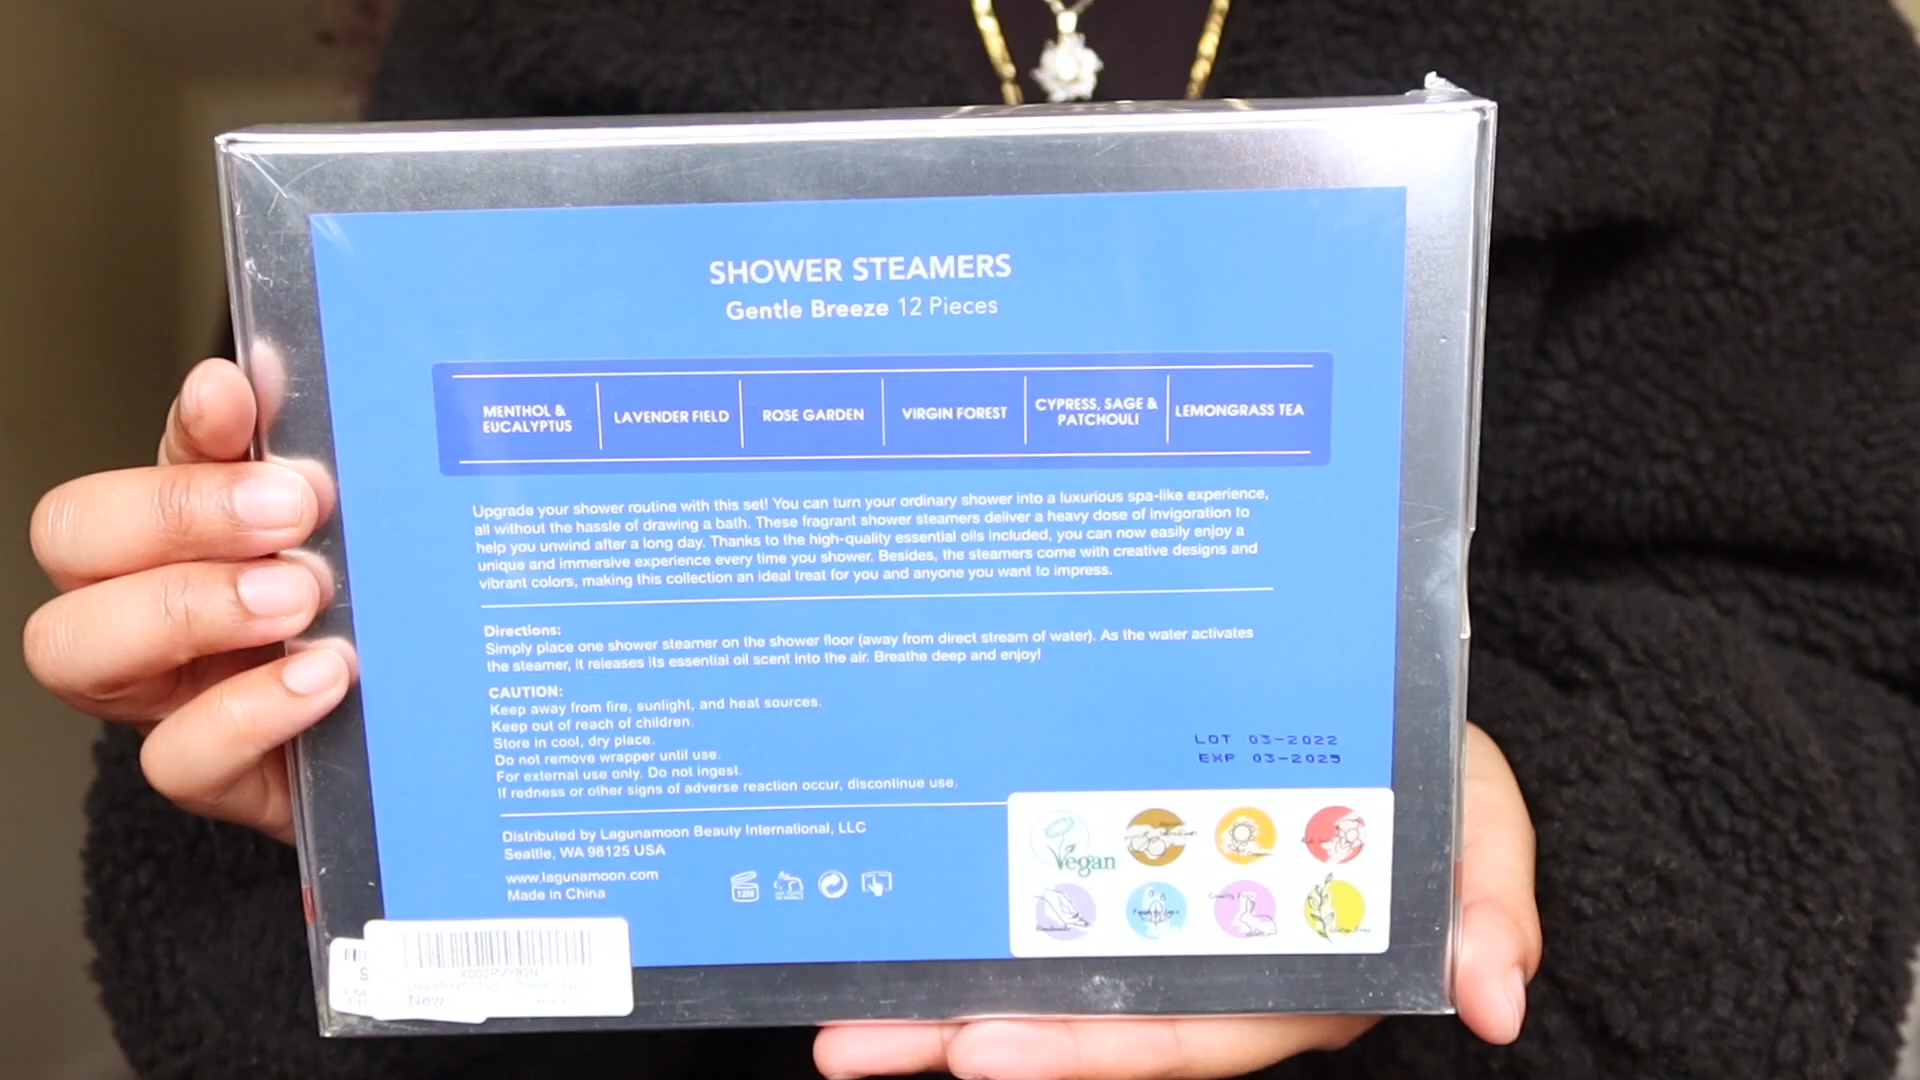 SHOWER STEAMERS
Gentle Breeze 12 Pieces
MENTHOL &
EUCALYPTUS
LAVENDER FIELD
ROSE GARDEN
VIRGIN FOREST
CYPRESS, SAGE &
PATCHOULI
LEMONGRASS TEA
Upgrade your shower routine with this set! You can turn your ordinary shower into a luxurious spa-like experience,
all without the hassle of drawing a bath. These fragrant shower steamers deliver a heavy dose of invigoration to
help you unwind after a long day. Thanks to the high-quality essential oils included, you can now easily enjoy a
unique and immersive experience every time you shower. Besides, the steamers come with creative designs and
vibrant colors, making this collection an ideal treat for you and anyone you want to impress.
Directions:
Simply place one shower steamer on the shower floor (away from direct stream of water). As the water activates
the steamer, it releases its essential oil scent into the air. Breathe deep and enjoy!
CAUTION:
Keep away from fire, sunlight, and heat sources.
Keep out of reach of children.
Store in cool, dry place.
Do not remove wrapper until use.
For external use only. Do not ingest.
If redness or other signs of adverse reaction occur, discontinue use.
LOT 03-2022
EXP 03-2025
Distributed by Lagunamoon Beauty International, LLC
Seattle, WA 98125 USA
www.lagunamoon.com
Made in China
12M
Vegan
New